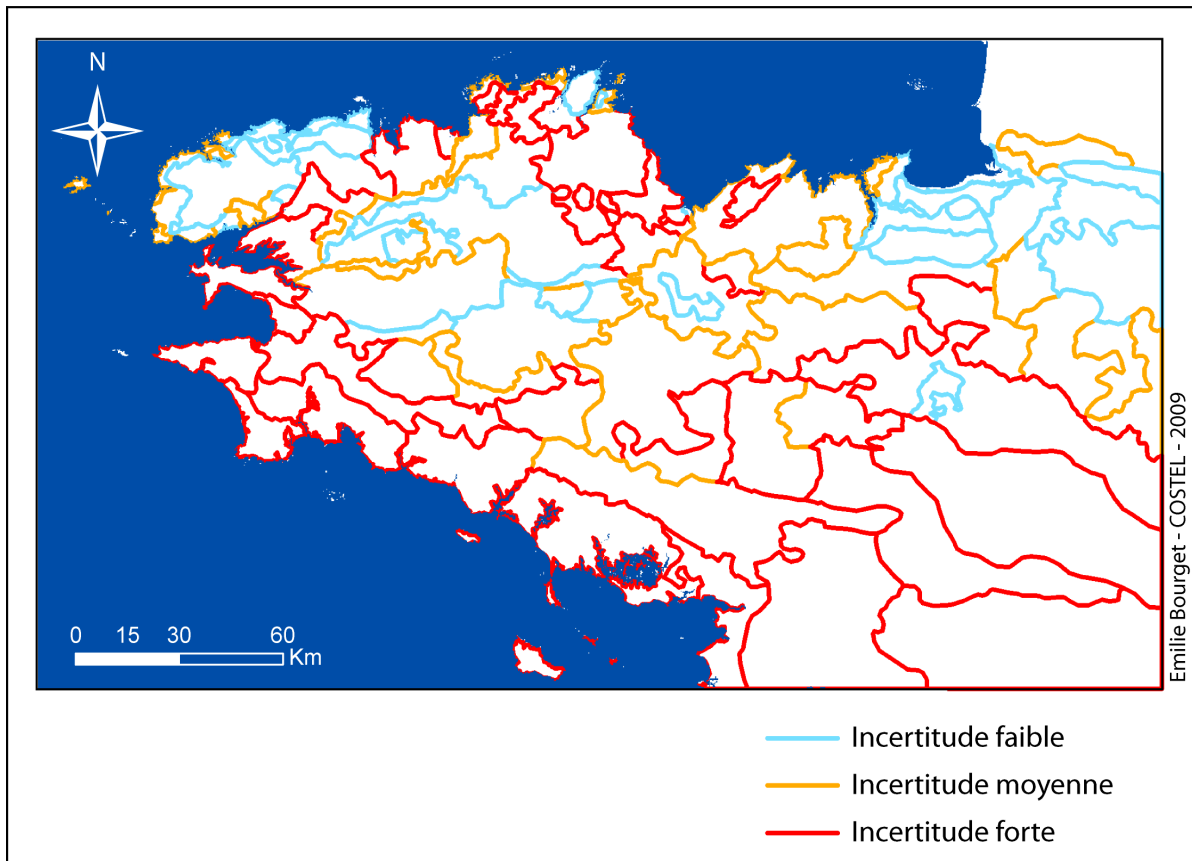 N
0 15 30 60
Km
Emilie Bourget - COSTEL - 2009
Incertitude faible
Incertitude moyenne
Incertitude forte